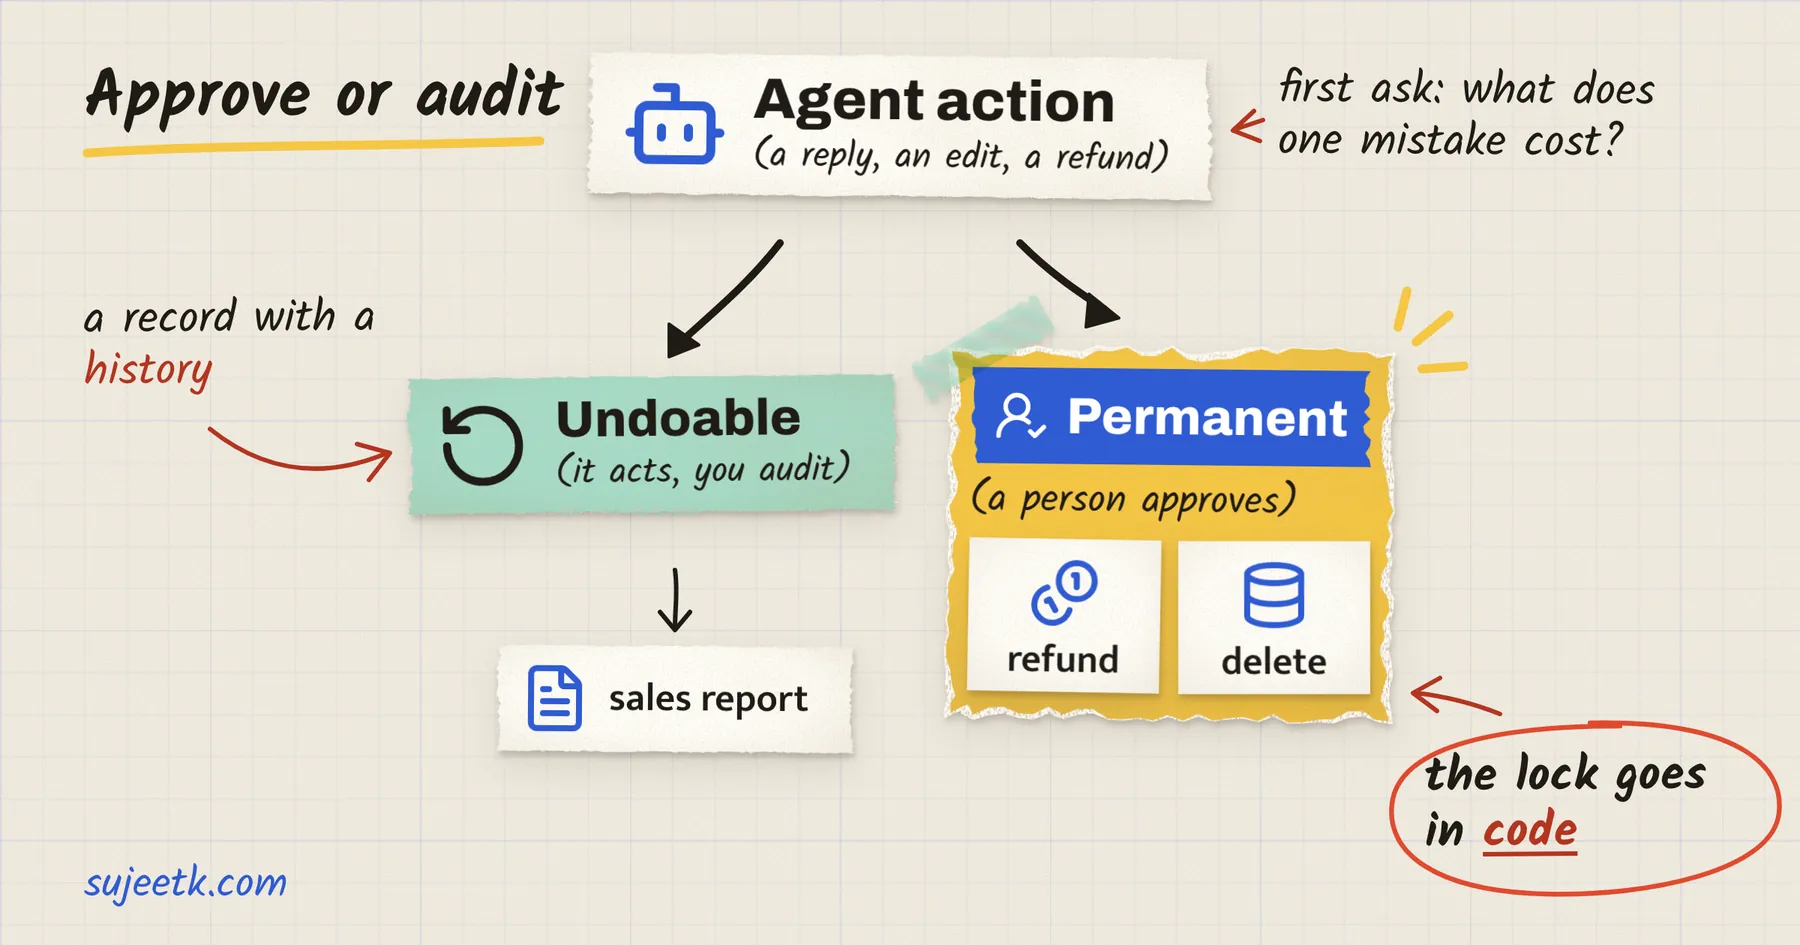 Approve or audit
Agent action
(a reply, an edit, a refund)
first ask: what does
one mistake cost?
a record with a
history
Undoable
(it acts, you audit)
Permanent
(a person approves)
refund
delete
sales report
the lock goes
in code
sujeetk.com